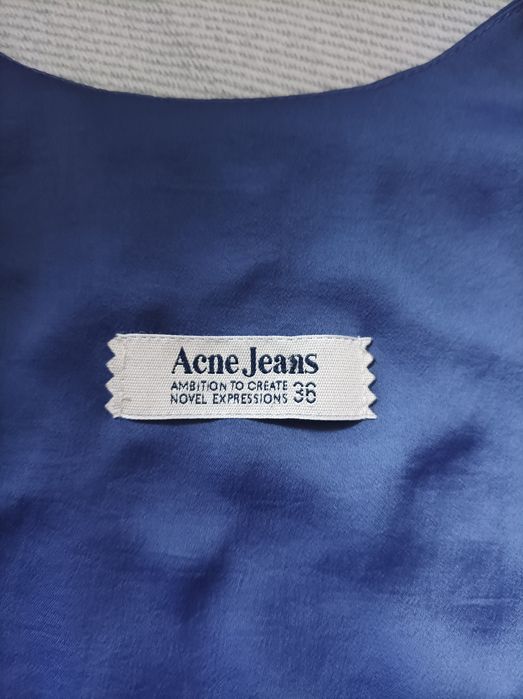 Acne Jeans
AMBITION TO CREATE
NOVEL EXPRESSIONS 36